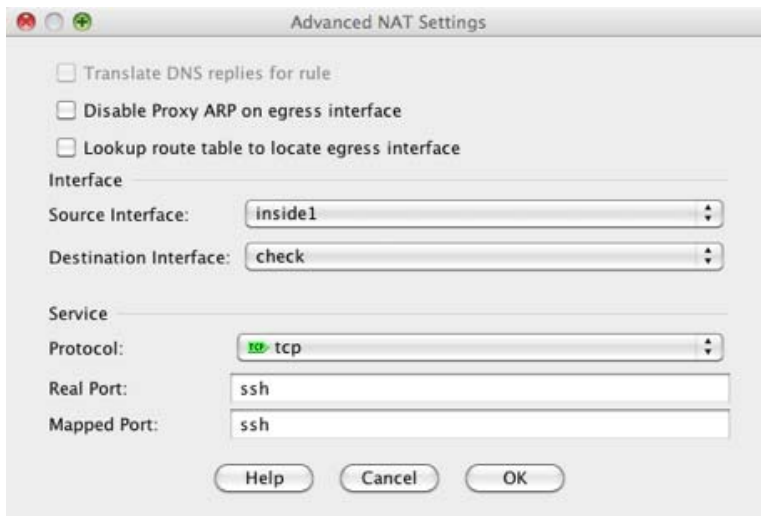 Advanced NAT Settings
Translate DNS replies for rule
Disable Proxy ARP on egress interface
Lookup route table to locate egress interface
Interface
Source Interface: inside1
Destination Interface: check
Service
Protocol: TCP tcp
Real Port: ssh
Mapped Port: ssh
Help Cancel OK